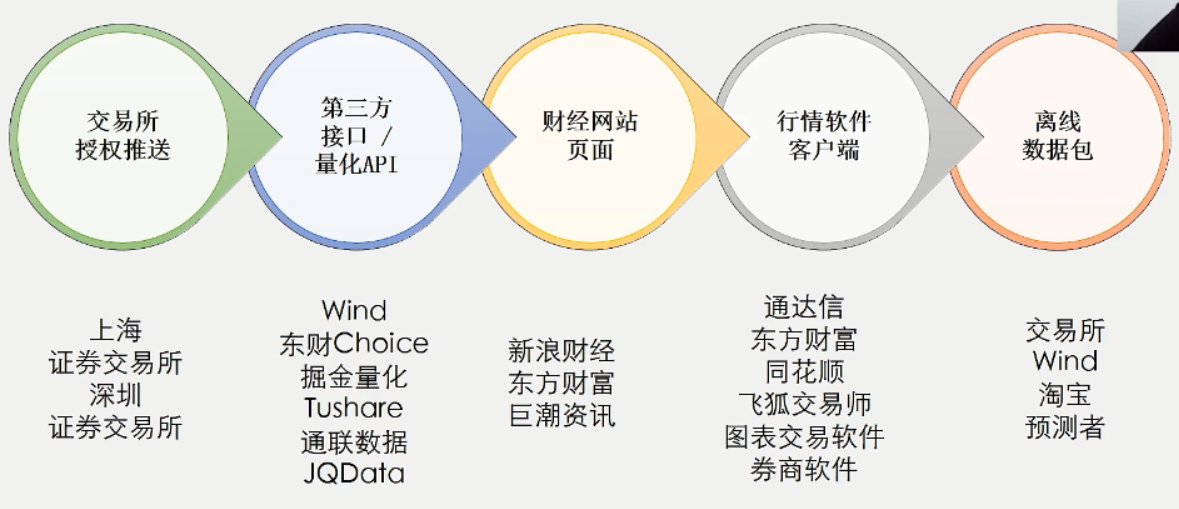 交易所
授权推送
第三方
接口 /
量化API
财经网站
页面
行情软件
客户端
离线
数据包
上海
证券交易所
深圳
证券交易所
Wind
东财Choice
掘金量化
Tushare
通联数据
JQData
新浪财经
东方财富
巨潮资讯
通达信
东方财富
同花顺
飞狐交易师
图表交易软件
券商软件
交易所
Wind
淘宝
预测者